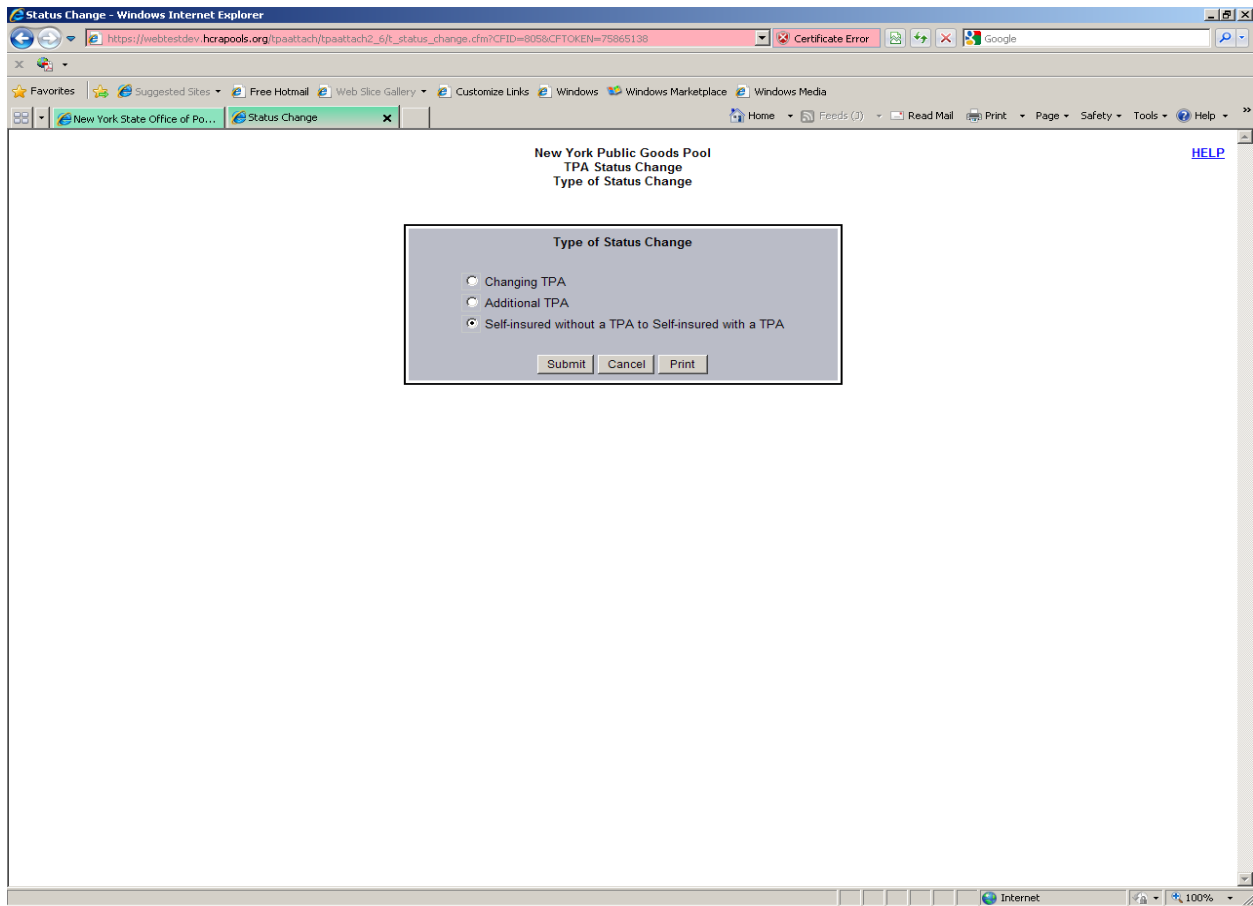 Status Change - Windows Internet Explorer
https://webtestdev.hcrapools.org/tpaattach/tpaattach2_6/t_status_change.cfm?CFID=805&CFTOKEN=75865138 Certificate Error Google
Favorites Suggested Sites Free Hotmail Web Slice Gallery Customize Links Windows Windows Marketplace Windows Media
New York State Office of Po... Status Change Home Feeds (J) Read Mail Print Page Safety Tools Help
New York Public Goods Pool HELP
TPA Status Change
Type of Status Change
Type of Status Change
Changing TPA
Additional TPA
Self-insured without a TPA to Self-insured with a TPA
Submit Cancel Print
Internet 100%